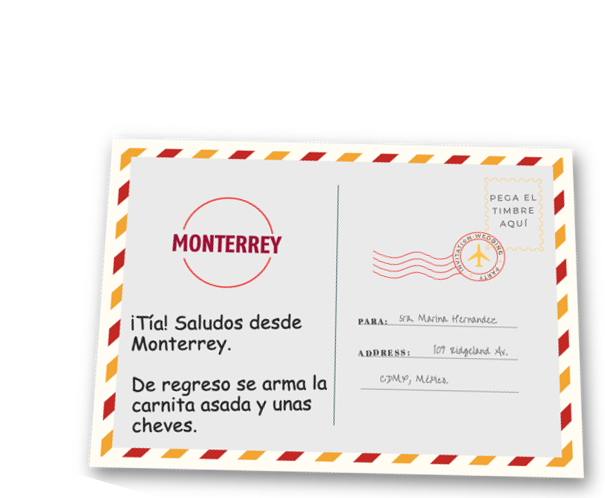 MONTERREY
¡Tía! Saludos desde
Monterrey.
De regreso se arma la
carnita asada y unas
cheves.
PEGA EL
TIMBRE
AQUÍ
INVITATION WEDDING PARTY
PARA: Sra. Marina Hernandez
ADDRESS: 109 Ridgeland Av.
CDMX, México.